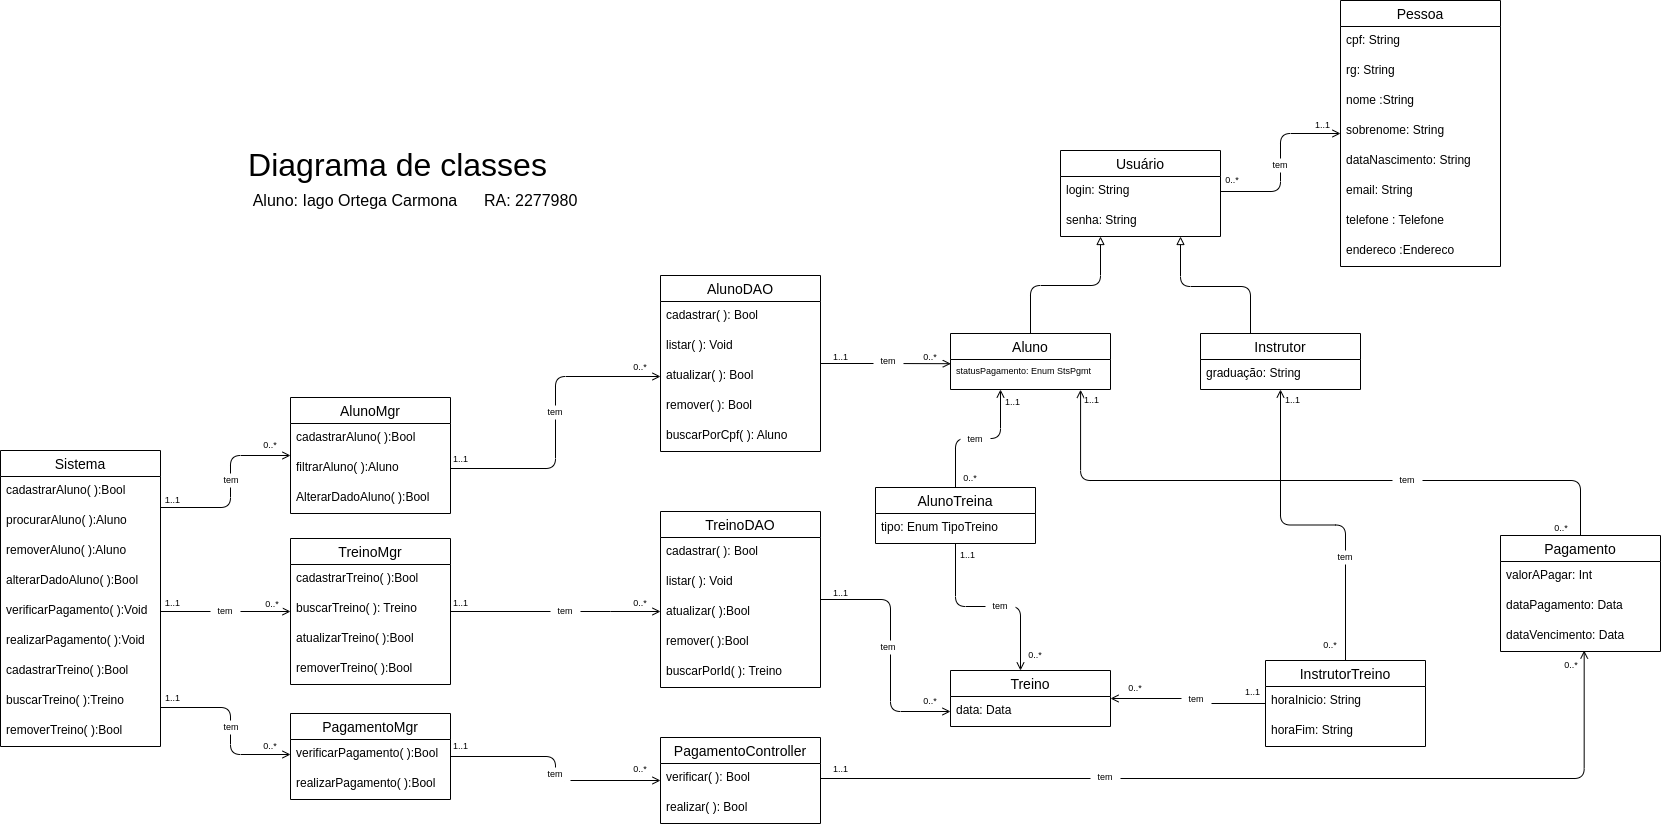 Diagrama de classes
Aluno: Iago Ortega Carmona RA: 2277980
Pessoa
cpf: String
rg: String
nome :String
sobrenome: String
dataNascimento: String
email: String
telefone : Telefone
endereco :Endereco
1..1
tem
0..*
Usuário
login: String
senha: String
AlunoDAO
cadastrar( ): Bool
listar( ): Void
atualizar( ): Bool
remover( ): Bool
buscarPorCpf( ): Aluno
1..1
tem
0..*
Aluno
statusPagamento: Enum StsPgmt
Instrutor
graduação: String
1..1
1..1
1..1
AlunoMgr
cadastrarAluno( ):Bool
filtrarAluno( ):Aluno
AlterarDadoAluno( ):Bool
1..1
tem
0..*
Sistema
cadastrarAluno( ):Bool
procurarAluno( ):Aluno
removerAluno( ):Aluno
alterarDadoAluno( ):Bool
verificarPagamento( ):Void
realizarPagamento( ):Void
cadastrarTreino( ):Bool
buscarTreino( ):Treino
removerTreino( ):Bool
1..1
tem
0..*
1..1
tem
0..*
1..1
tem
0..*
TreinoMgr
cadastrarTreino( ):Bool
buscarTreino( ): Treino
atualizarTreino( ):Bool
removerTreino( ):Bool
1..1
tem
0..*
TreinoDAO
cadastrar( ): Bool
listar( ): Void
atualizar( ):Bool
remover( ):Bool
buscarPorId( ): Treino
1..1
tem
0..*
tem
0..*
AlunoTreina
tipo: Enum TipoTreino
1..1
tem
0..*
Treino
data: Data
0..*
tem
1..1
InstrutorTreino
horaInicio: String
horaFim: String
tem
0..*
tem
0..*
Pagamento
valorAPagar: Int
dataPagamento: Data
dataVencimento: Data
0..*
PagamentoMgr
verificarPagamento( ):Bool
realizarPagamento( ):Bool
1..1
tem
0..*
PagamentoController
verificar( ): Bool
realizar( ): Bool
1..1
tem